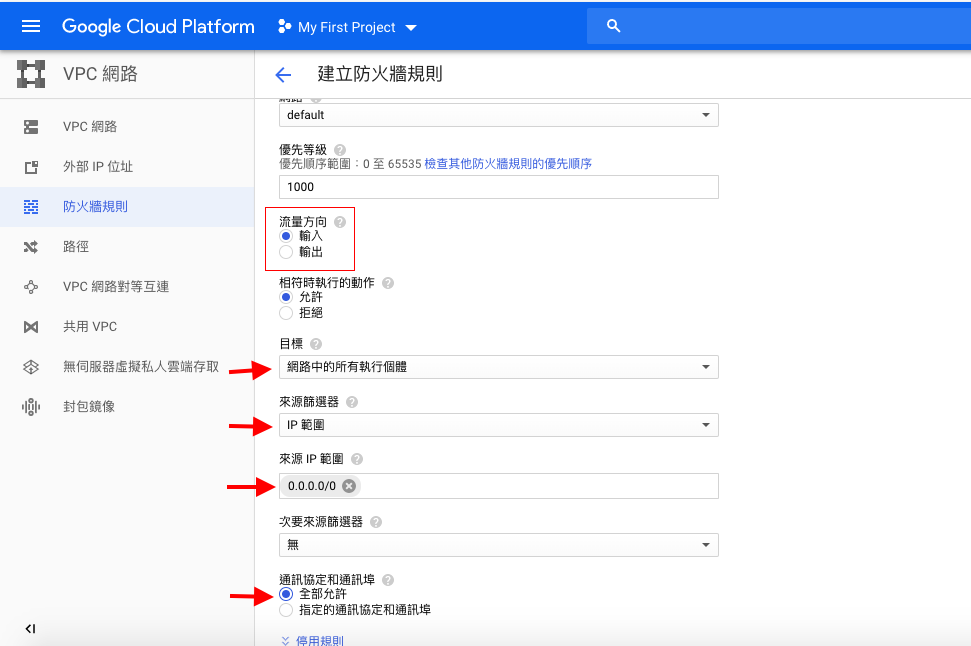 Google Cloud Platform
My First Project
VPC 網路
建立防火牆規則
VPC 網路
外部 IP 位址
防火牆規則
路徑
VPC 網路對等互連
共用 VPC
無伺服器虛擬私人雲端存取
封包鏡像
網路
default
優先等級
優先順序範圍：0 至 65535 檢查其他防火牆規則的優先順序
1000
流量方向
輸入
輸出
相符時執行的動作
允許
拒絕
目標
網路中的所有執行個體
來源篩選器
IP 範圍
來源 IP 範圍
0.0.0.0/0
次要來源篩選器
無
通訊協定和通訊埠
全部允許
指定的通訊協定和通訊埠
停用規則